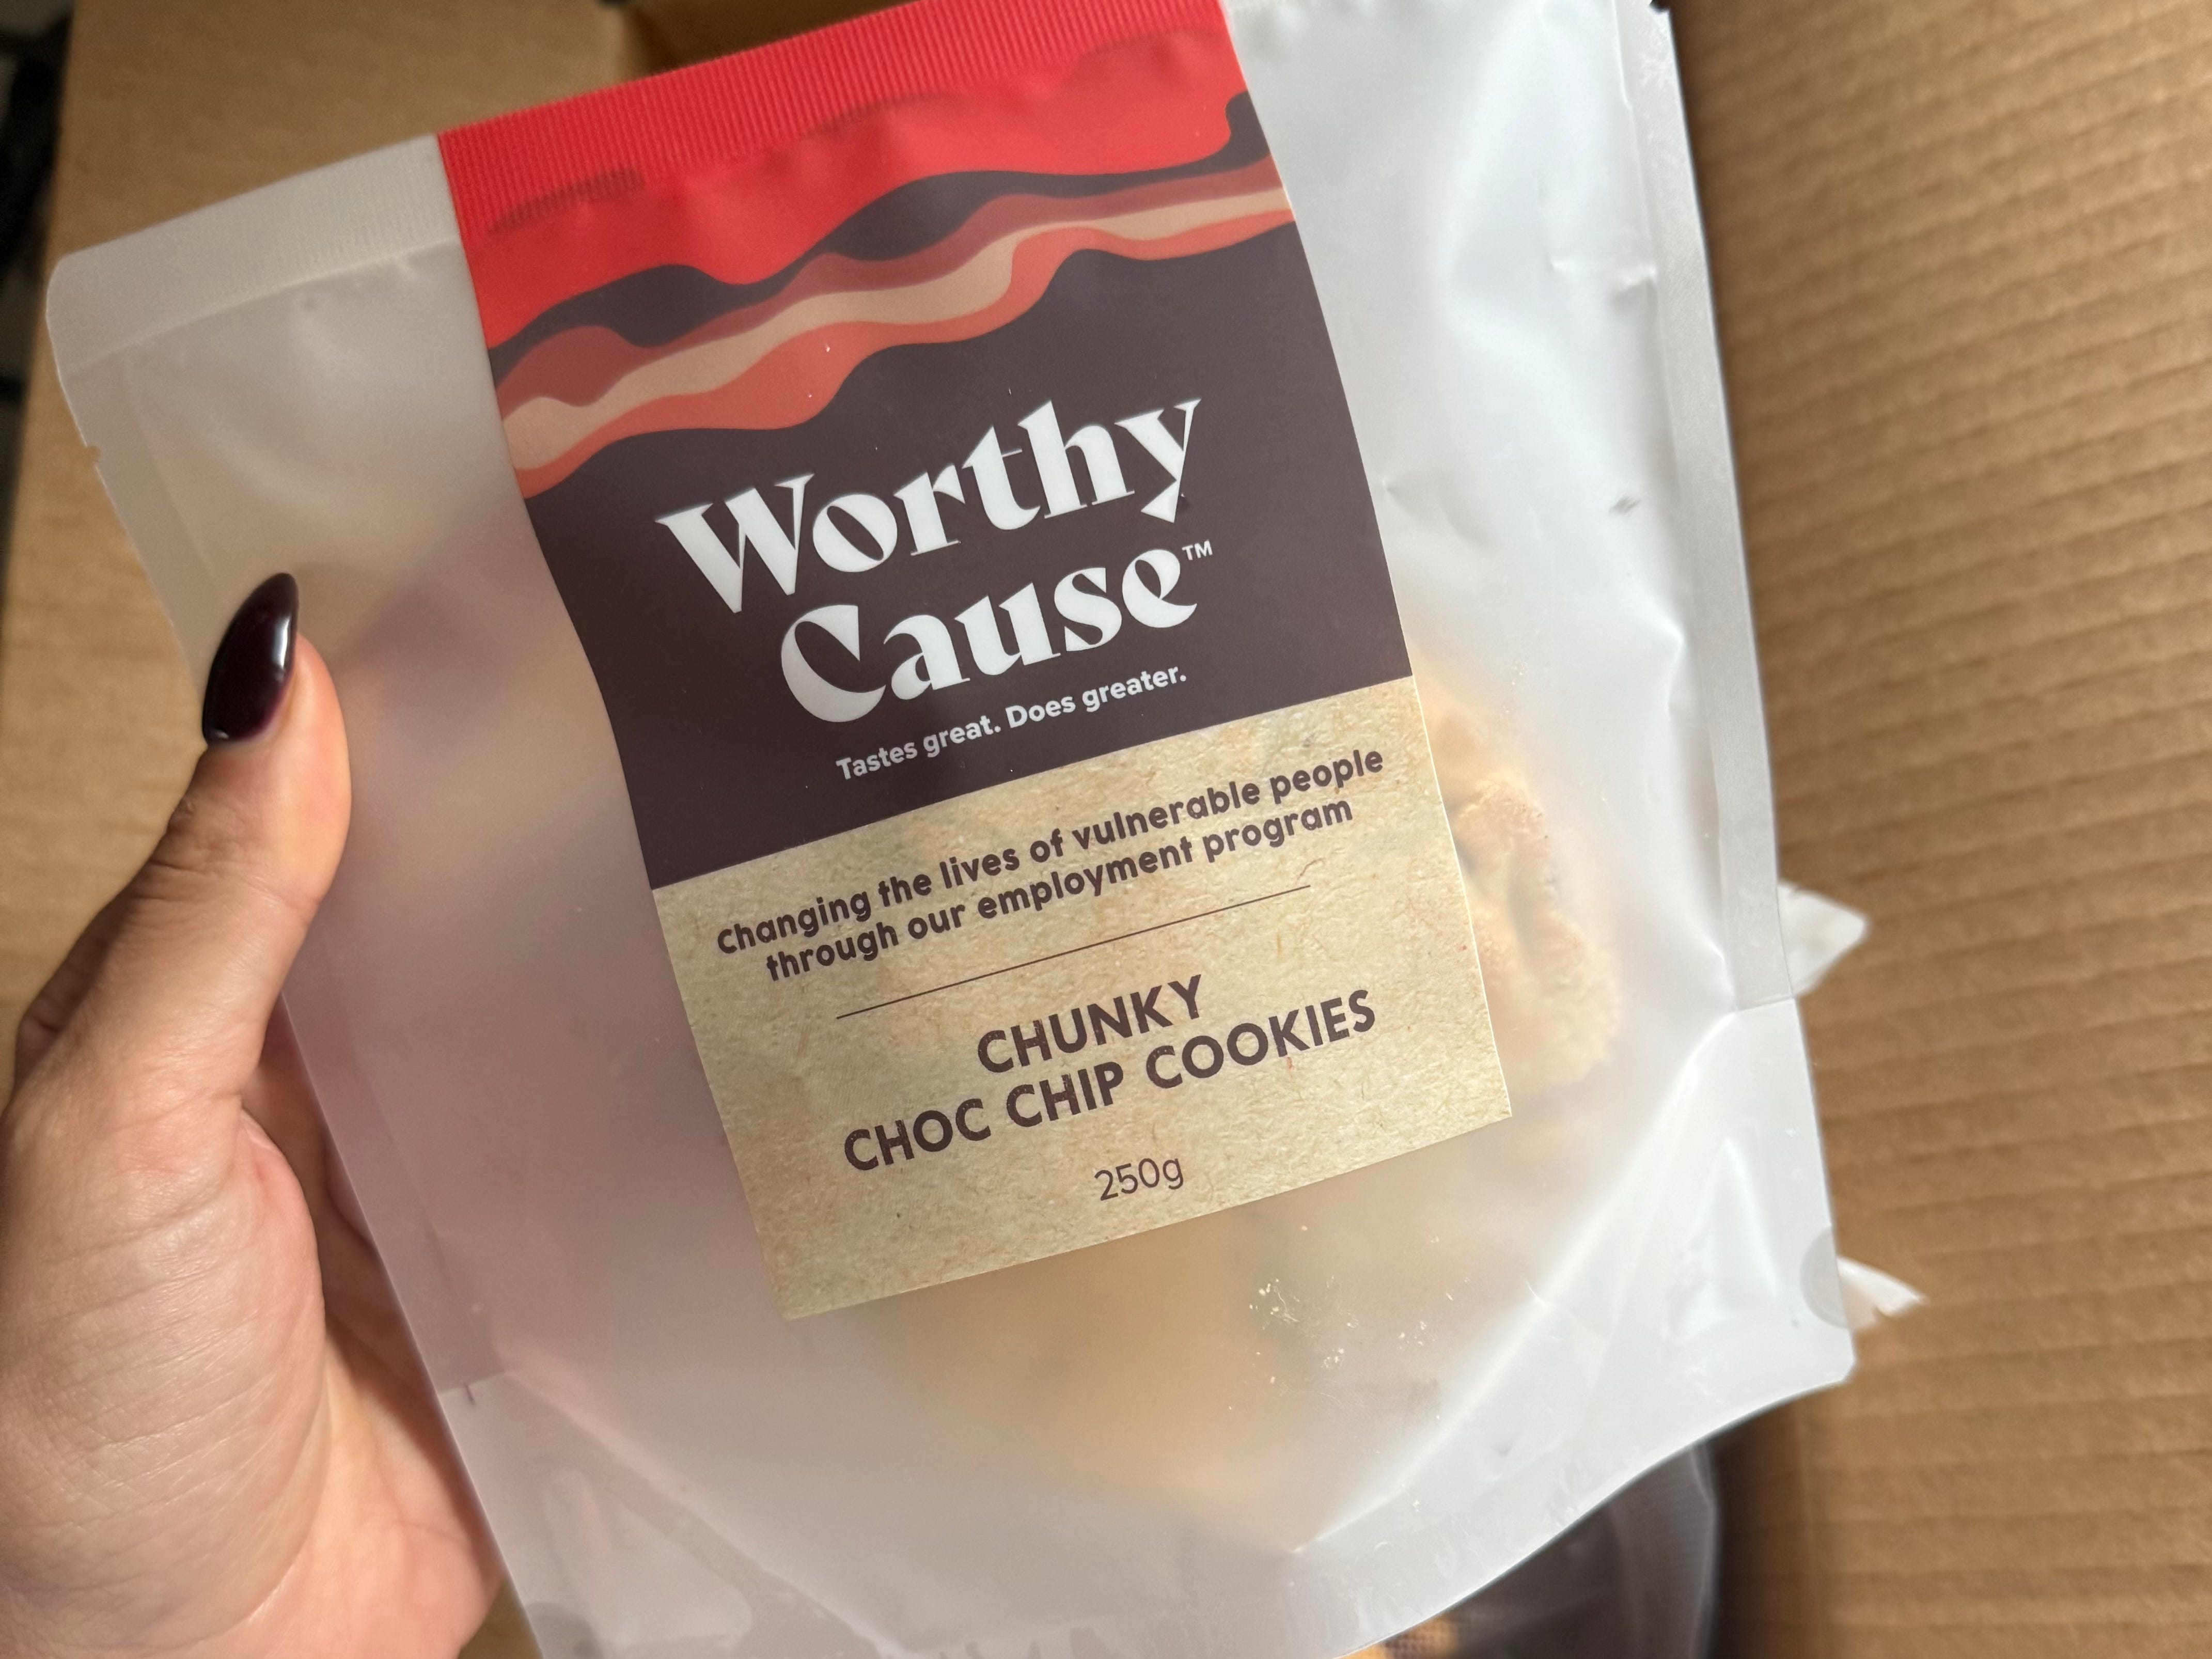 Worthy
Cause™
Tastes great. Does greater.
Changing the lives of vulnerable people
through our employment program
CHUNKY
CHOC CHIP COOKIES
250g